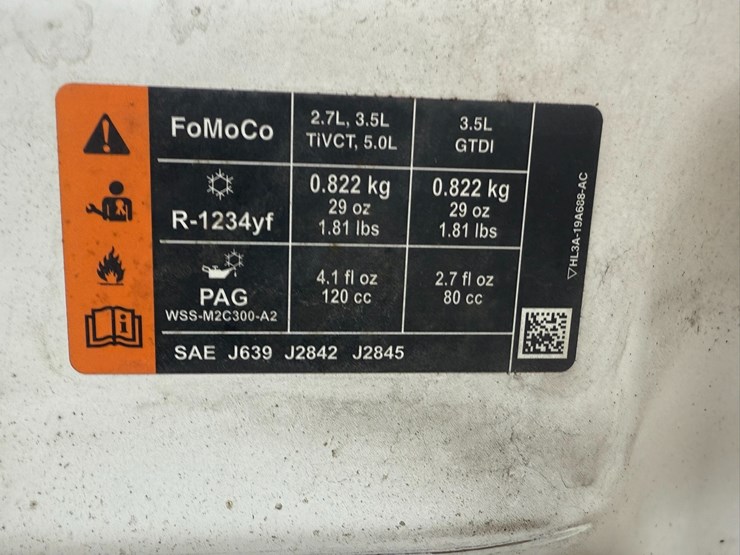 FoMoCo
2.7L, 3.5L
TiVCT, 5.0L
3.5L
GTDI
R-1234yf
0.822 kg
29 oz
1.81 lbs
0.822 kg
29 oz
1.81 lbs
PAG
WSS-M2C300-A2
4.1 fl oz
120 cc
2.7 fl oz
80 cc
SAE J639 J2842 J2845
HL3A-19A688-AC